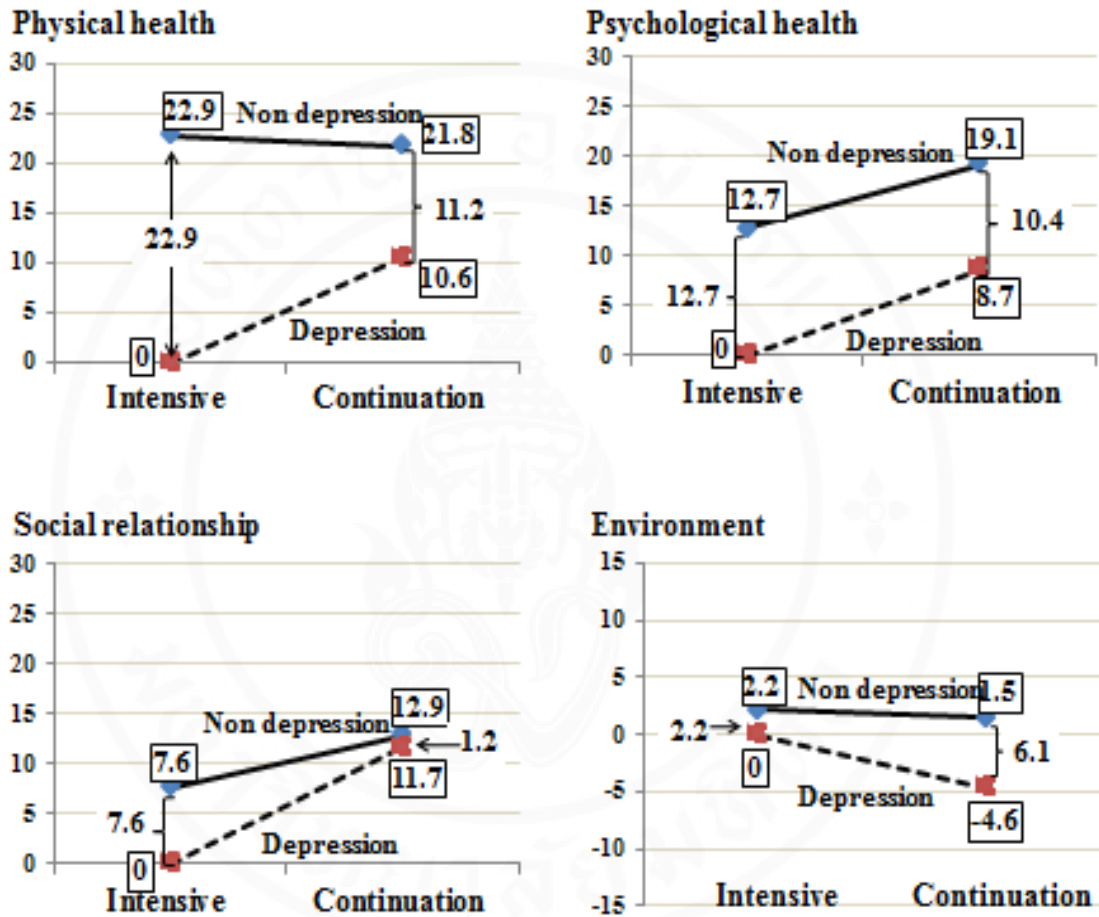 Physical health
30
25
20
15
10
5
0
22.9
Non depression
21.8
22.9
11.2
10.6
0
Depression
Intensive
Continuation
Psychological health
30
25
20
15
10
5
0
19.1
Non depression
12.7
10.4
12.7
8.7
0
Depression
Intensive
Continuation
Social relationship
30
25
20
15
10
5
0
12.9
Non depression
7.6
1.2
11.7
7.6
Depression
0
Intensive
Continuation
Environment
15
10
5
0
-5
-10
-15
2.2
Non depression
1.5
2.2
6.1
0
Depression
-4.6
Intensive
Continuation